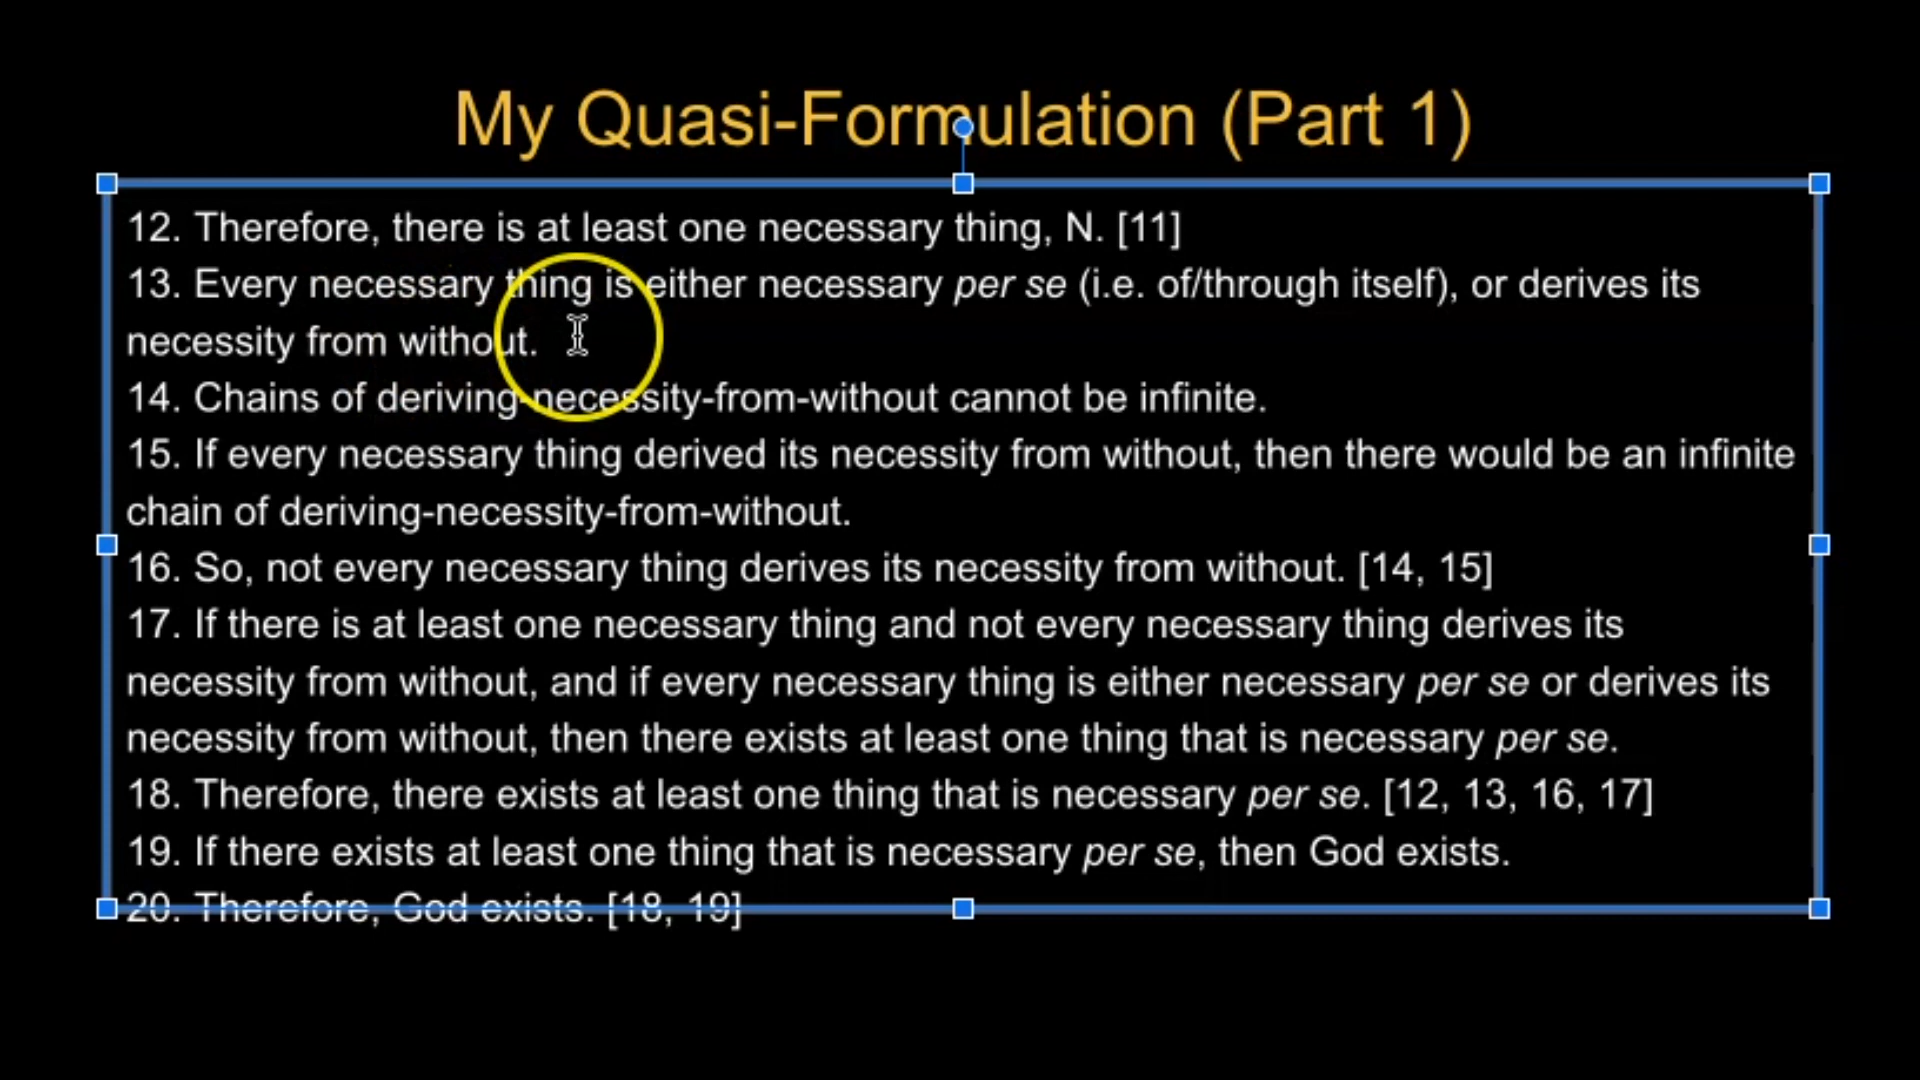 My Quasi-Formulation (Part 1)
12. Therefore, there is at least one necessary thing, N. [11]
13. Every necessary thing is either necessary per se (i.e. of/through itself), or derives its
necessity from without.
14. Chains of deriving-necessity-from-without cannot be infinite.
15. If every necessary thing derived its necessity from without, then there would be an infinite
chain of deriving-necessity-from-without.
16. So, not every necessary thing derives its necessity from without. [14, 15]
17. If there is at least one necessary thing and not every necessary thing derives its
necessity from without, and if every necessary thing is either necessary per se or derives its
necessity from without, then there exists at least one thing that is necessary per se.
18. Therefore, there exists at least one thing that is necessary per se. [12, 13, 16, 17]
19. If there exists at least one thing that is necessary per se, then God exists.
20. Therefore, God exists. [18, 19]